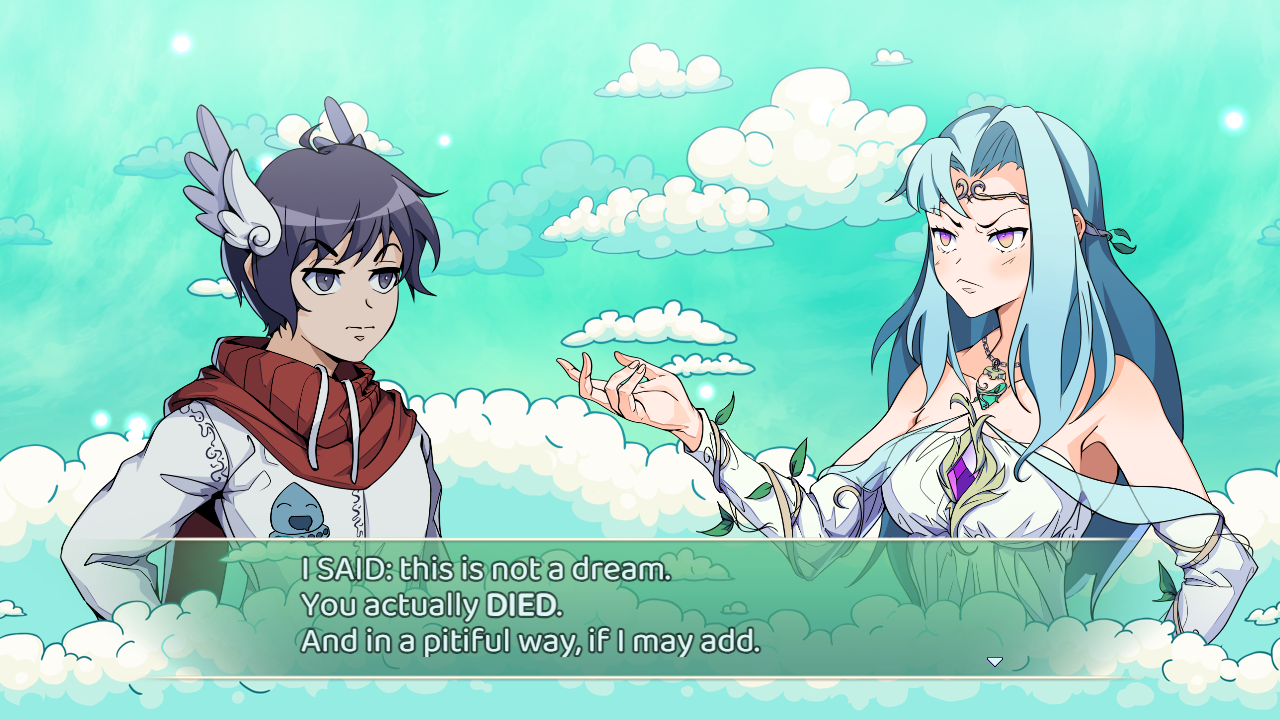 I SAID: this is not a dream.
You actually DIED.
And in a pitiful way, if I may add.